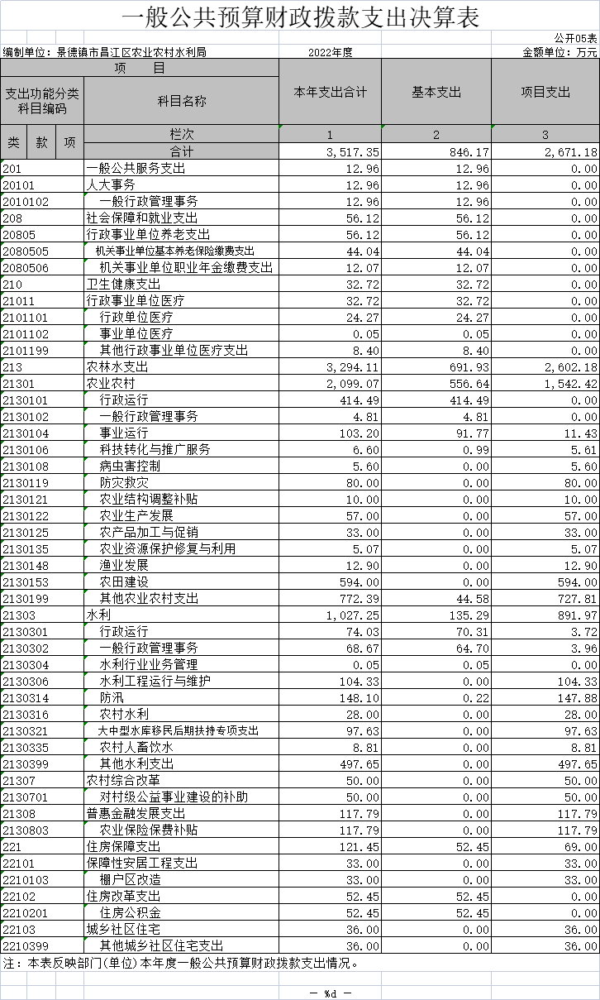 一般公共预算财政拨款支出决算表
公开05表
编制单位：景德镇市昌江区农业农村水利局 2022年度 金额单位：万元
项 目 本年支出合计 基本支出 项目支出
支出功能分类科目编码 科目名称
类 款 项 栏次 1 2 3
合计 3,517.35 846.17 2,671.18
201 一般公共服务支出 12.96 12.96 0.00
20101 人大事务 12.96 12.96 0.00
2010102 一般行政管理事务 12.96 12.96 0.00
208 社会保障和就业支出 56.12 56.12 0.00
20805 行政事业单位养老支出 56.12 56.12 0.00
2080505 机关事业单位基本养老保险缴费支出 44.04 44.04 0.00
2080506 机关事业单位职业年金缴费支出 12.07 12.07 0.00
210 卫生健康支出 32.72 32.72 0.00
21011 行政事业单位医疗 32.72 32.72 0.00
2101101 行政单位医疗 24.27 24.27 0.00
2101102 事业单位医疗 0.05 0.05 0.00
2101199 其他行政事业单位医疗支出 8.40 8.40 0.00
213 农林水支出 3,294.11 691.93 2,602.18
21301 农业农村 2,099.07 556.64 1,542.42
2130101 行政运行 414.49 414.49 0.00
2130102 一般行政管理事务 4.81 4.81 0.00
2130104 事业运行 103.20 91.77 11.43
2130106 科技转化与推广服务 6.60 0.99 5.61
2130108 病虫害控制 5.60 0.00 5.60
2130119 防灾救灾 80.00 0.00 80.00
2130121 农业结构调整补贴 10.00 0.00 10.00
2130122 农业生产发展 57.00 0.00 57.00
2130125 农产品加工与促销 33.00 0.00 33.00
2130135 农业资源保护修复与利用 5.07 0.00 5.07
2130148 渔业发展 12.90 0.00 12.90
2130153 农田建设 594.00 0.00 594.00
2130199 其他农业农村支出 772.39 44.58 727.81
21303 水利 1,027.25 135.29 891.97
2130301 行政运行 74.03 70.31 3.72
2130302 一般行政管理事务 68.67 64.70 3.96
2130304 水利行业业务管理 0.05 0.05 0.00
2130306 水利工程运行与维护 104.33 0.00 104.33
2130314 防汛 148.10 0.22 147.88
2130316 农村水利 28.00 0.00 28.00
2130321 大中型水库移民后期扶持专项支出 97.63 0.00 97.63
2130335 农村人畜饮水 8.81 0.00 8.81
2130399 其他水利支出 497.65 0.00 497.65
21307 农村综合改革 50.00 0.00 50.00
2130701 对村级公益事业建设的补助 50.00 0.00 50.00
21308 普惠金融发展支出 117.79 0.00 117.79
2130803 农业保险保费补贴 117.79 0.00 117.79
221 住房保障支出 121.45 52.45 69.00
22101 保障性安居工程支出 33.00 0.00 33.00
2210103 棚户区改造 33.00 0.00 33.00
22102 住房改革支出 52.45 52.45 0.00
2210201 住房公积金 52.45 52.45 0.00
22103 城乡社区住宅 36.00 0.00 36.00
2210399 其他城乡社区住宅支出 36.00 0.00 36.00
注：本表反映部门(单位)本年度一般公共预算财政拨款支出情况。
— %d —